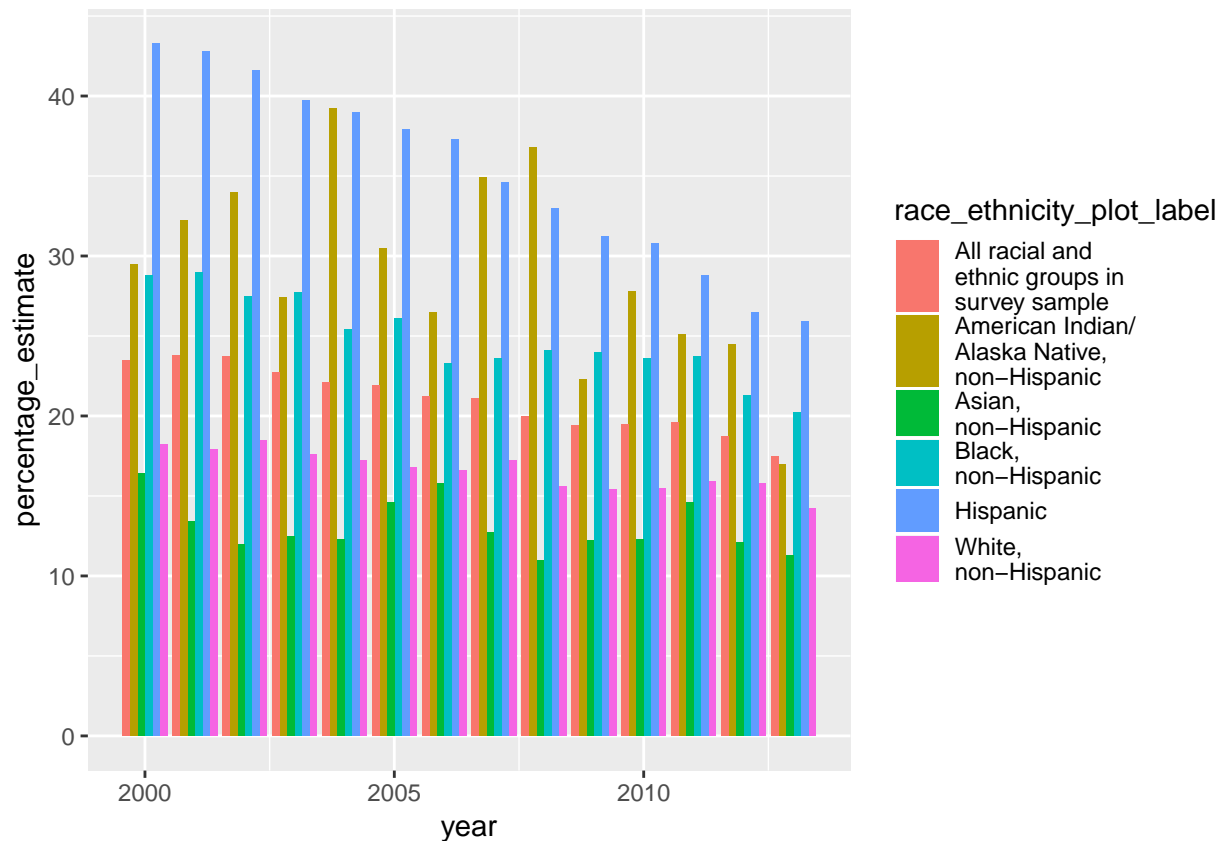 40
30
20
10
0
percentage_estimate
2000
2005
2010
year
race_ethnicity_plot_label
All racial and
ethnic groups in
survey sample
American Indian/
Alaska Native,
non−Hispanic
Asian,
non−Hispanic
Black,
non−Hispanic
Hispanic
White,
non−Hispanic